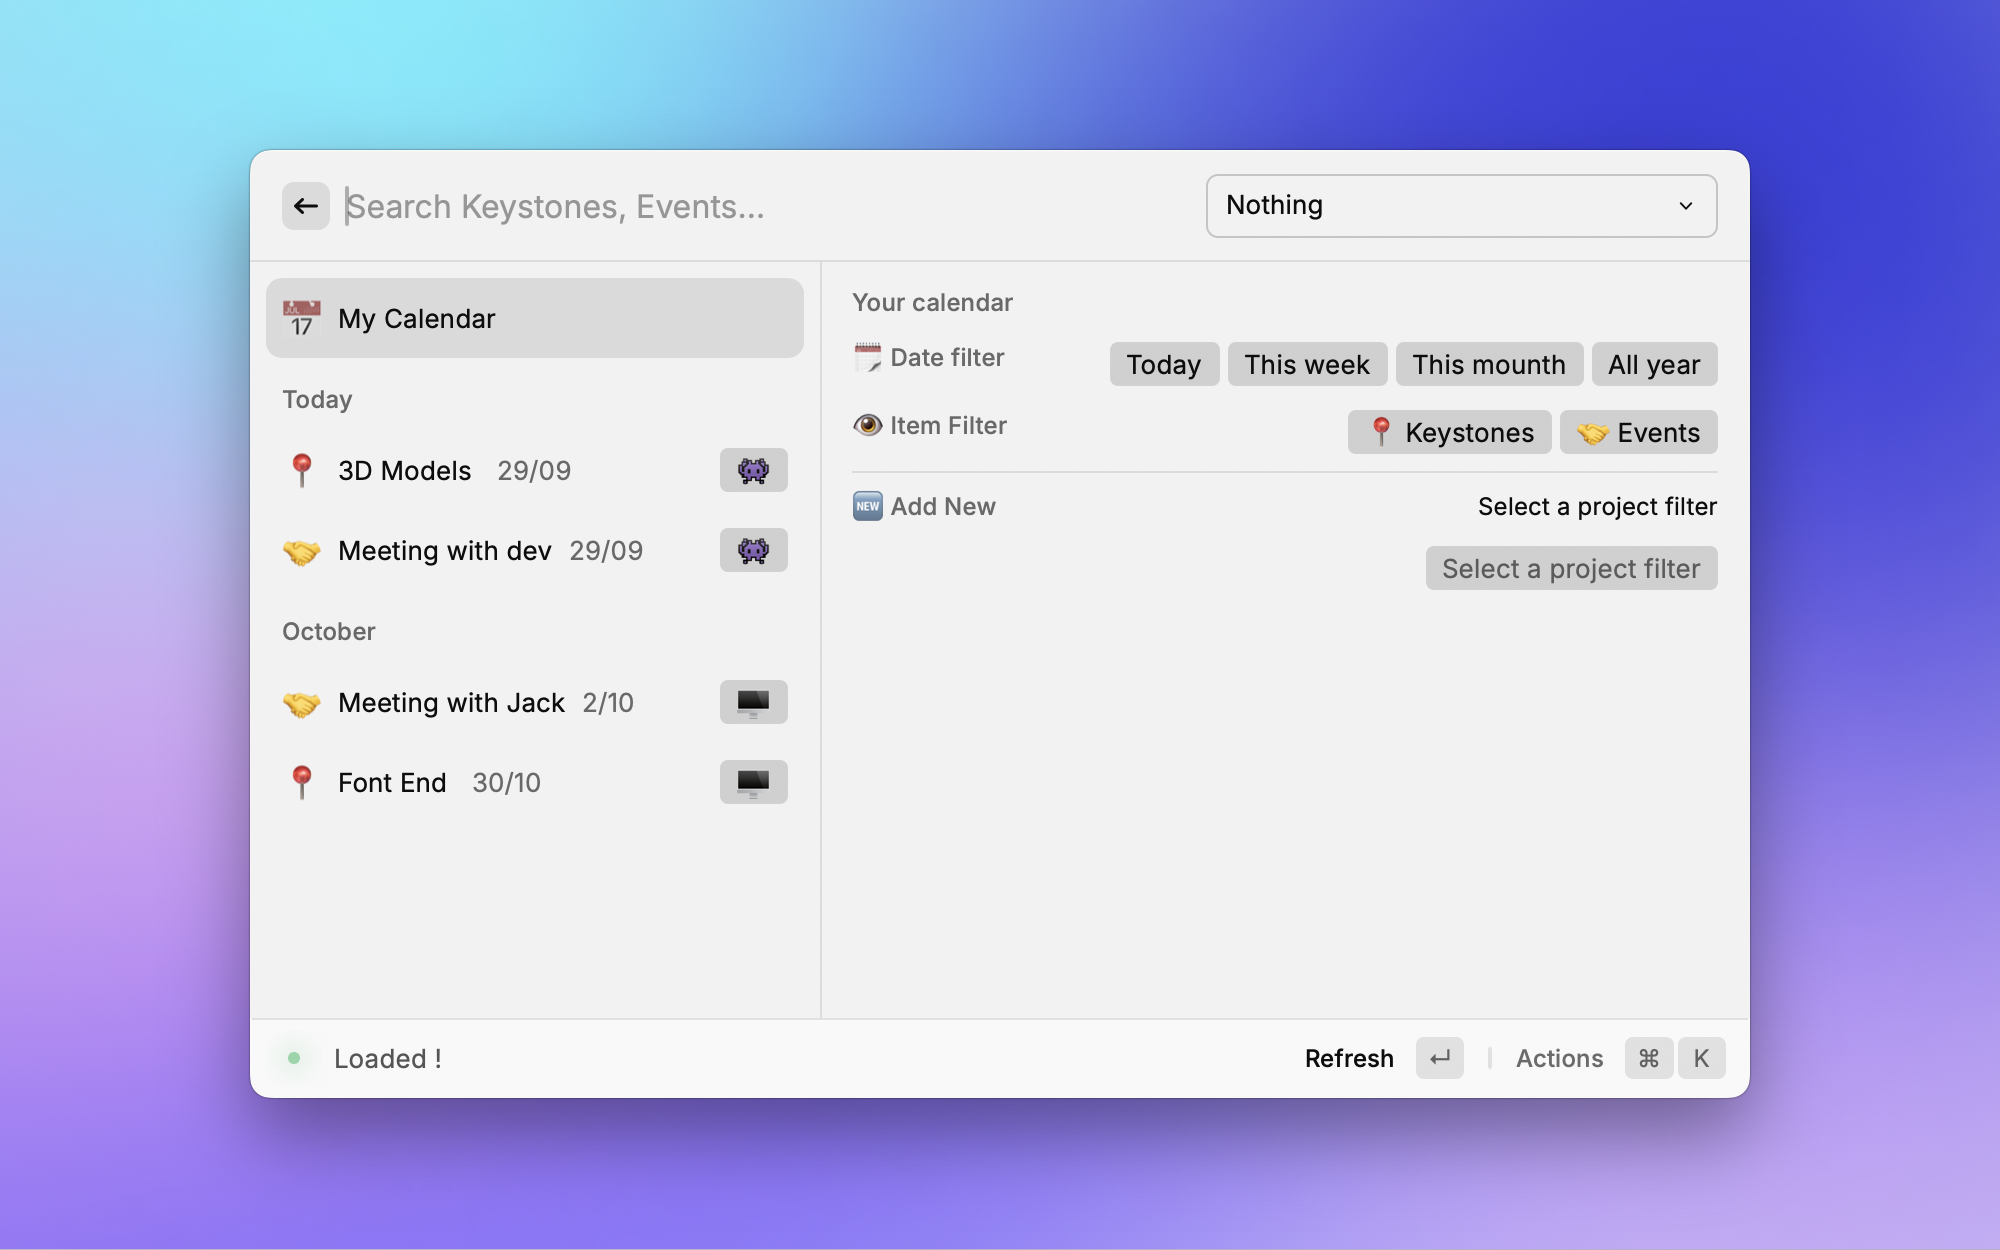 Search Keystones, Events...
Nothing
JUL
17
My Calendar
Today
3D Models 29/09
Meeting with dev 29/09
October
Meeting with Jack 2/10
Font End 30/10
Your calendar
Date filter Today This week This mounth All year
Item Filter Keystones Events
NEW Add New Select a project filter
Select a project filter
Loaded !
Refresh ↵ Actions ⌘ K